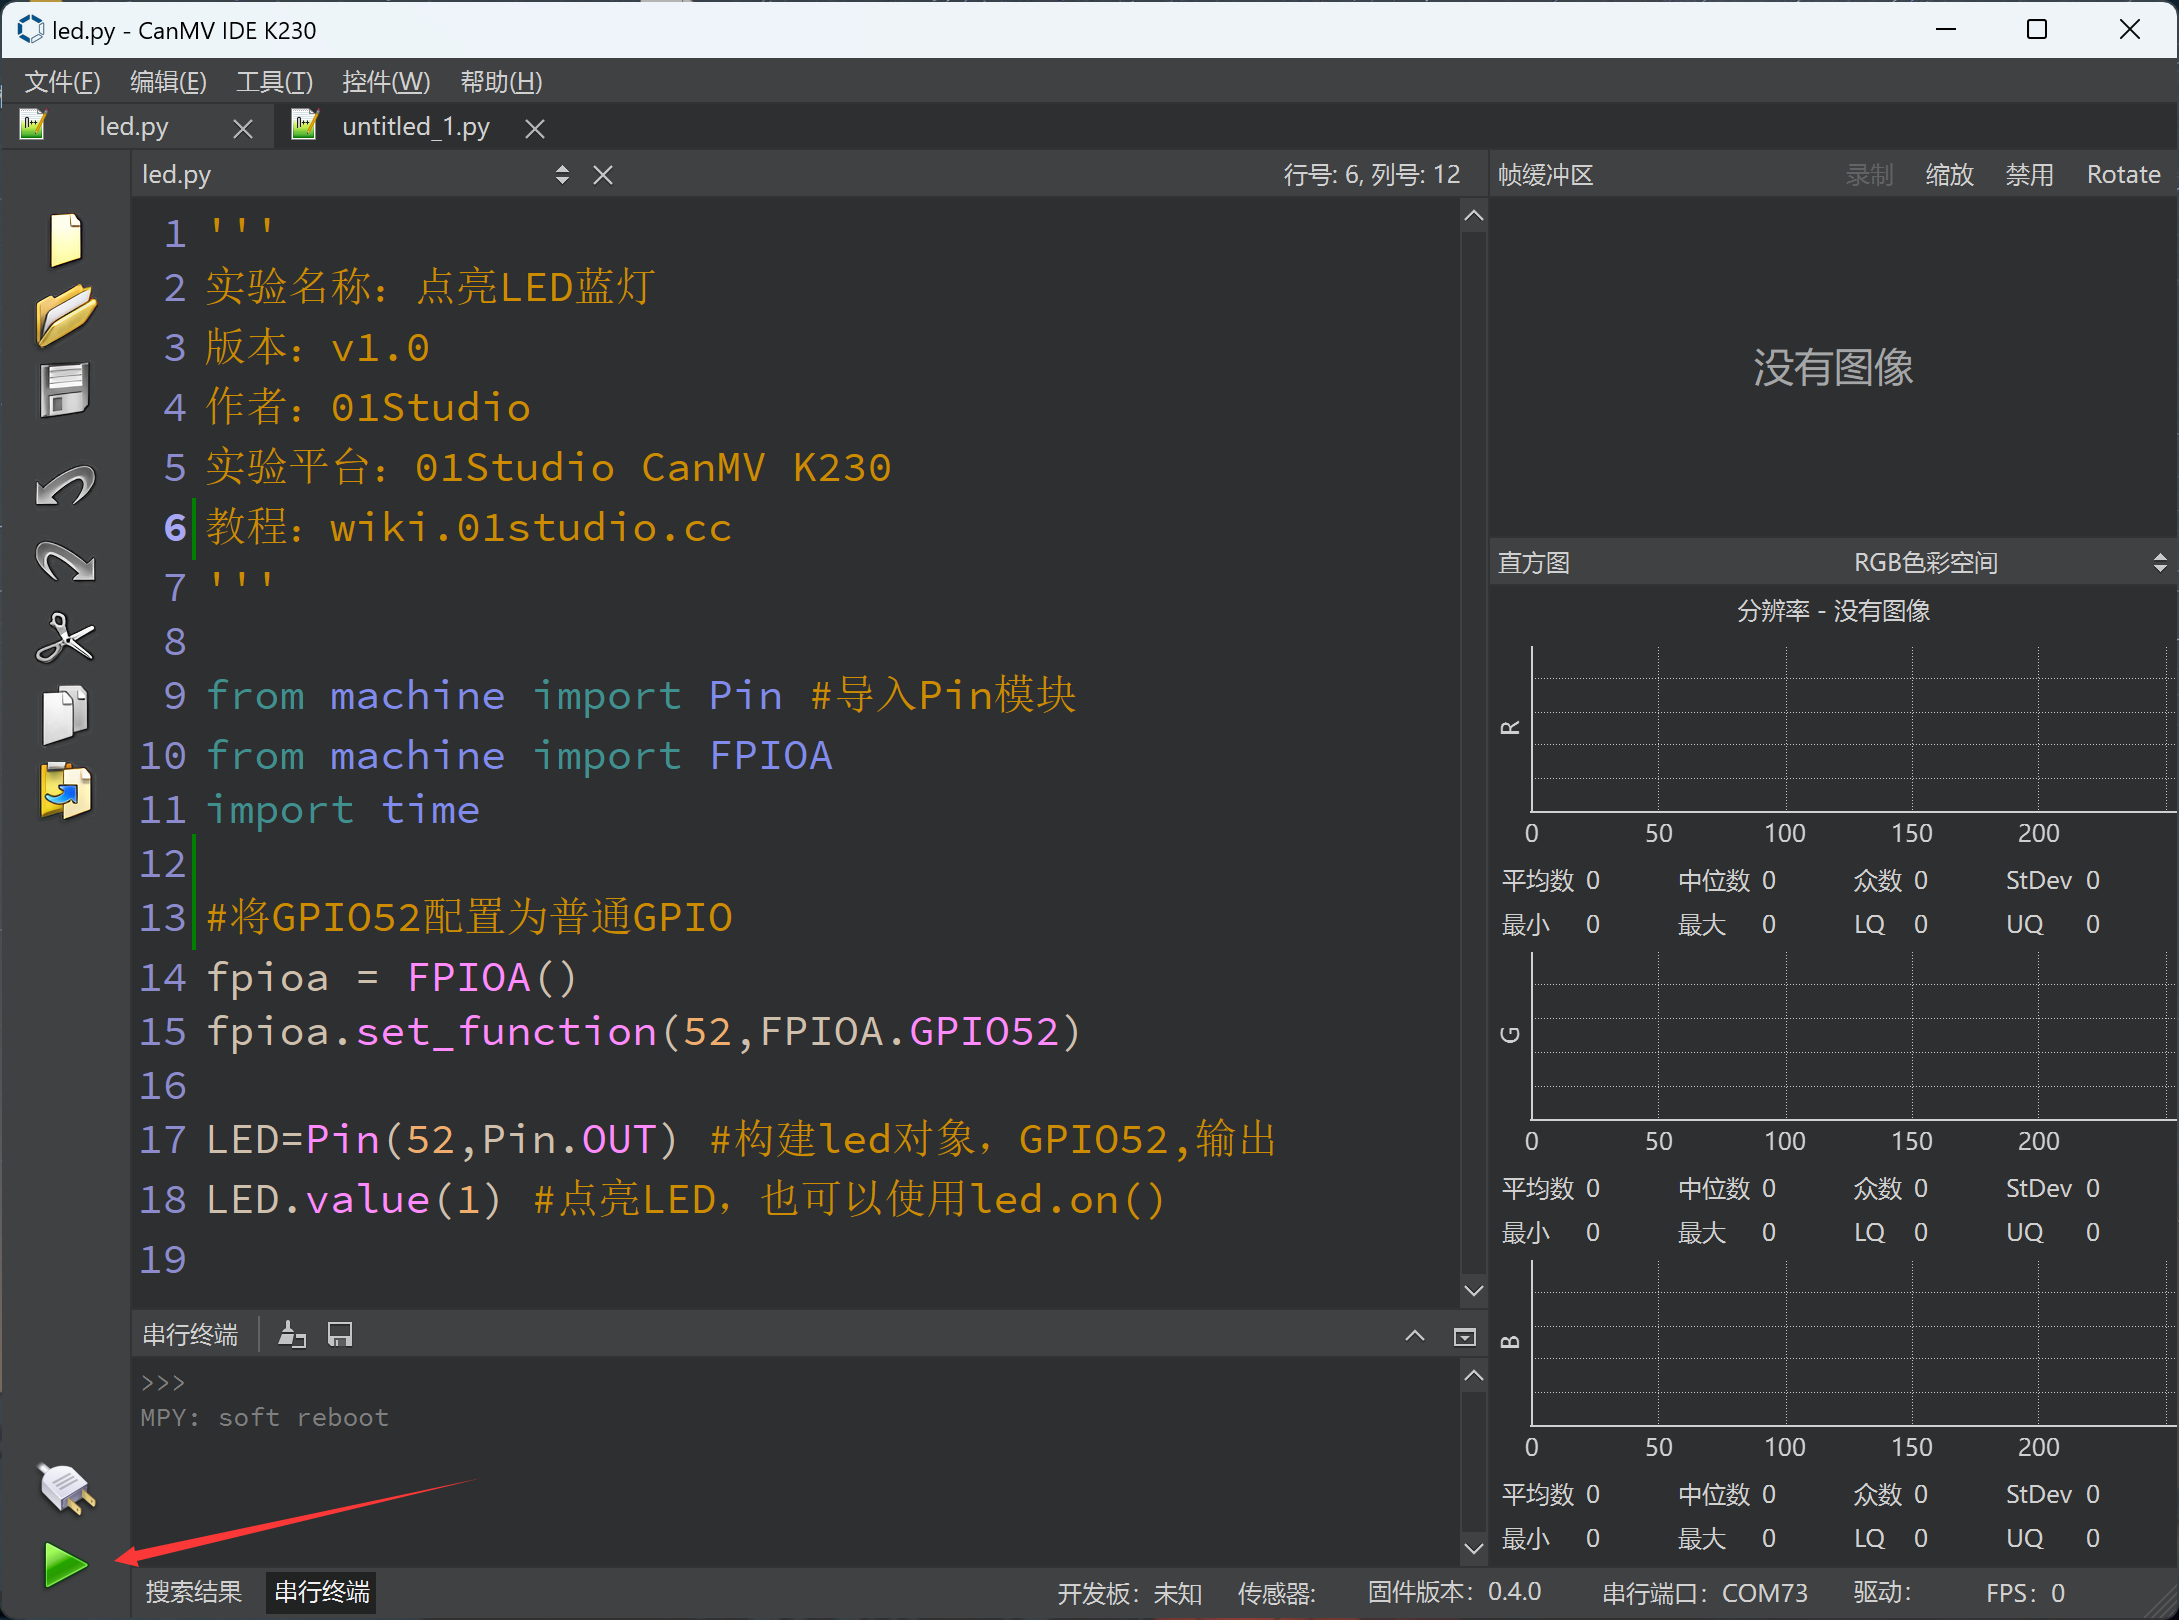 led.py - CanMV IDE K230
文件(F) 编辑(E) 工具(T) 控件(W) 帮助(H)
led.py untitled_1.py
led.py 行号: 6, 列号: 12
1 '''
2 实验名称：点亮LED蓝灯
3 版本：v1.0
4 作者：01Studio
5 实验平台：01Studio CanMV K230
6 教程：wiki.01studio.cc
7 '''
8
9 from machine import Pin #导入Pin模块
10 from machine import FPIOA
11 import time
12
13 #将GPIO52配置为普通GPIO
14 fpioa = FPIOA()
15 fpioa.set_function(52,FPIOA.GPIO52)
16
17 LED=Pin(52,Pin.OUT) #构建led对象，GPIO52,输出
18 LED.value(1) #点亮LED，也可以使用led.on()
19
串行终端
>>>
MPY: soft reboot
搜索结果 串行终端
帧缓冲区 录制 缩放 禁用 Rotate
没有图像
直方图 RGB色彩空间
分辨率 - 没有图像
R
0 50 100 150 200
平均数 0 中位数 0 众数 0 StDev 0
最小 0 最大 0 LQ 0 UQ 0
G
0 50 100 150 200
平均数 0 中位数 0 众数 0 StDev 0
最小 0 最大 0 LQ 0 UQ 0
B
0 50 100 150 200
平均数 0 中位数 0 众数 0 StDev 0
最小 0 最大 0 LQ 0 UQ 0
开发板：未知 传感器: 固件版本：0.4.0 串行端口：COM73 驱动: FPS：0